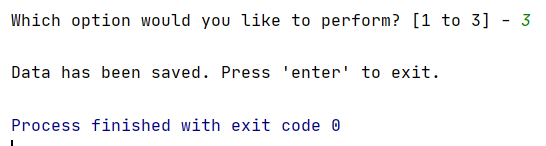 Which option would you like to perform? [1 to 3] - 3
Data has been saved. Press 'enter' to exit.
Process finished with exit code 0